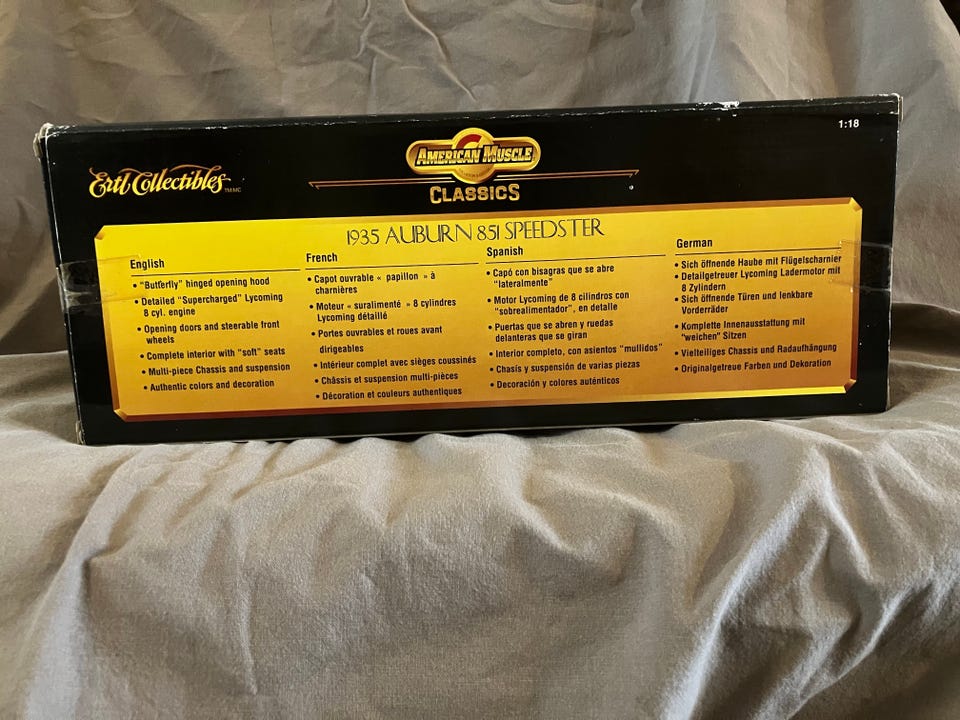 1:18
AMERICAN MUSCLE
CLASSICS
Ertl Collectibles TM/MC
1935 AUBURN 851 SPEEDSTER
English
• "Butferfly" hinged opening hood
• Detailed "Supercharged" Lycoming
8 cyl. engine
• Opening doors and steerable front
wheels
• Complete interior with "soft" seats
• Multi-piece Chassis and suspension
• Authentic colors and decoration
French
• Capot ouvrable « papillon » à
charnières
• Moteur « suralimenté » 8 cylindres
Lycoming détaillé
• Portes ouvrables et roues avant
dirigeables
• Intérieur complet avec sièges coussinés
• Châssis et suspension multi-pièces
• Décoration et couleurs authentiques
Spanish
• Capó con bisagras que se abre
"lateralmente"
• Motor Lycoming de 8 cilindros con
"sobrealimentador", en detalle
• Puertas que se abren y ruedas
delanteras que se giran
• Interior completo, con asientos "mullidos"
• Chasís y suspensión de varias piezas
• Decoración y colores auténticos
German
• Sich öffnende Haube mit Flügelscharnier
• Detailgetreuer Lycoming Ladermotor mit
8 Zylindern
• Sich öffnende Türen und lenkbare
Vorderräder
• Komplette Innenausstattung mit
"weichen" Sitzen
• Vielteiliges Chassis und Radaufhängung
• Originalgetreue Farben und Dekoration